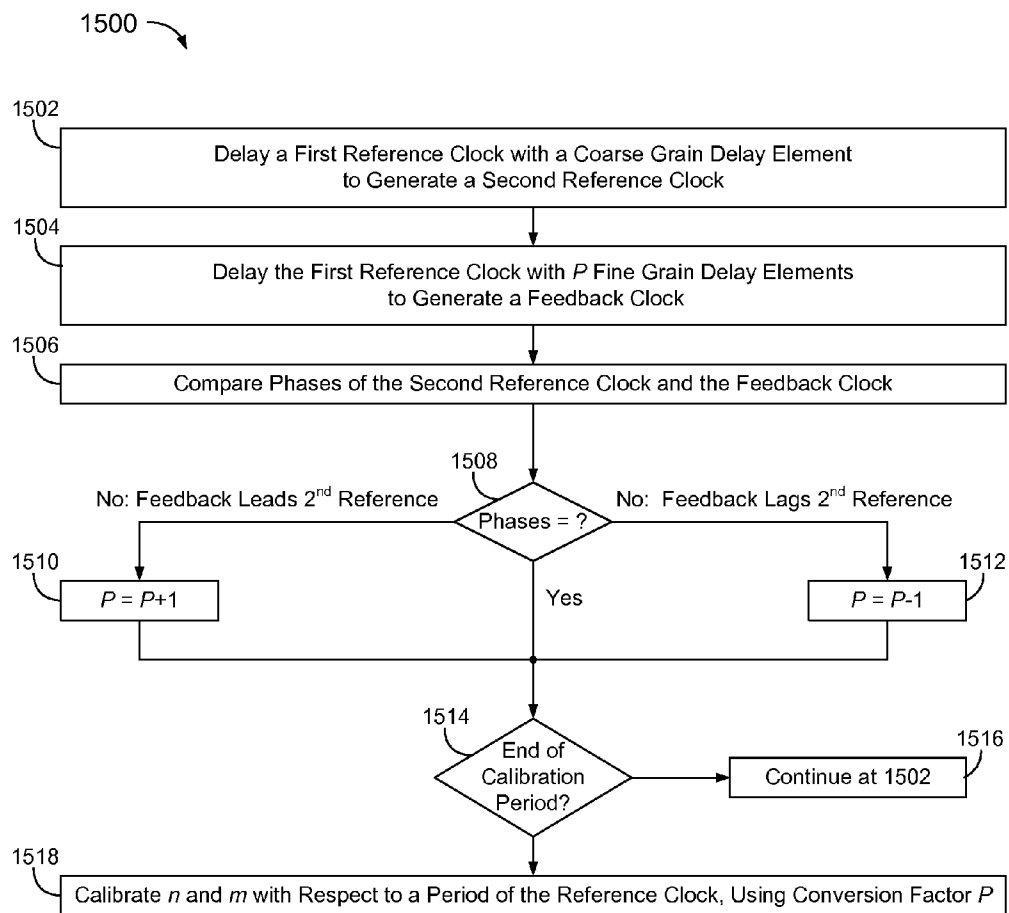 1500
1502
Delay a First Reference Clock with a Coarse Grain Delay Element
to Generate a Second Reference Clock
1504
Delay the First Reference Clock with P Fine Grain Delay Elements
to Generate a Feedback Clock
1506
Compare Phases of the Second Reference Clock and the Feedback Clock
1508
No: Feedback Leads 2nd Reference
Phases = ?
No: Feedback Lags 2nd Reference
1510
P = P+1
Yes
1512
P = P-1
1514
End of
Calibration
Period?
1516
Continue at 1502
1518
Calibrate n and m with Respect to a Period of the Reference Clock, Using Conversion Factor P